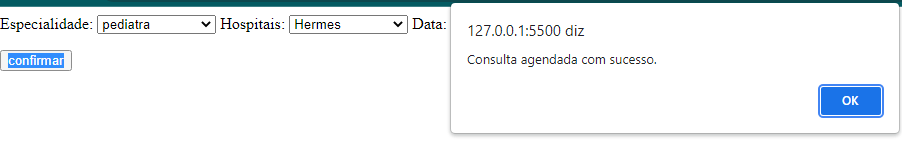 Especialidade: pediatra Hospitais: Hermes Data:
confirmar
127.0.0.1:5500 diz
Consulta agendada com sucesso.
OK